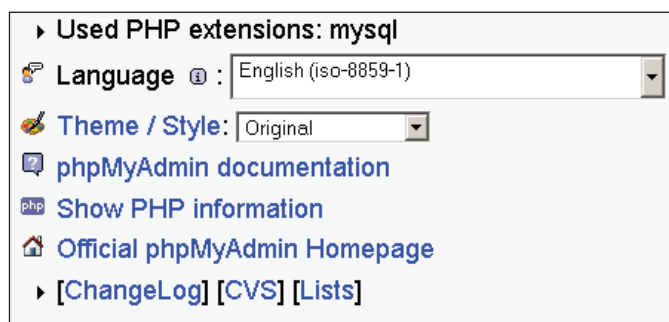 Used PHP extensions: mysql
Language : English (iso-8859-1)
Theme / Style: Original
phpMyAdmin documentation
php Show PHP information
Official phpMyAdmin Homepage
[ChangeLog] [CVS] [Lists]